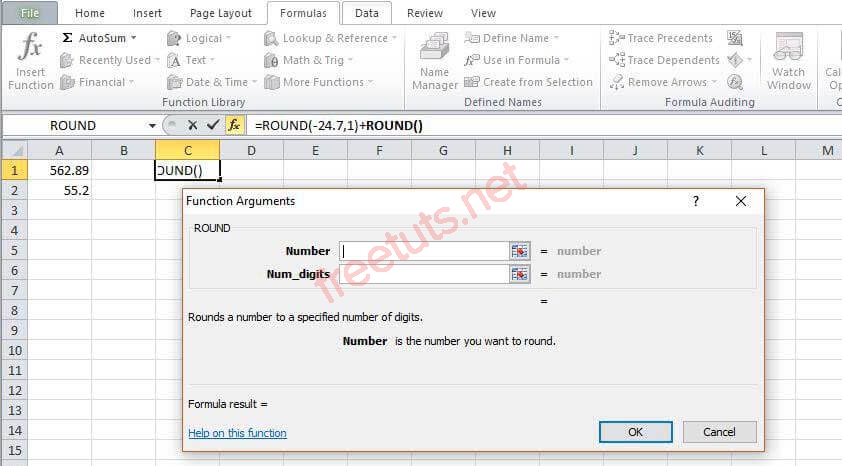 File Home Insert Page Layout Formulas Data Review View
fx Σ AutoSum Logical Lookup & Reference Define Name Trace Precedents
Recently Used Text Math & Trig Use in Formula Trace Dependents
Insert Function Financial Date & Time More Functions Name Manager Create from Selection Remove Arrows Watch Window Cal Op
Function Library Defined Names Formula Auditing
ROUND fx =ROUND(-24.7,1)+ROUND()
A B C D E F G H I J K L M
1 562.89 OUND()
2 55.2
Function Arguments ? X
3
ROUND
4
5 Number = number
6 Num_digits = number
7 =
8 Rounds a number to a specified number of digits.
9 Number is the number you want to round.
10
11
12
13 Formula result =
14 Help on this function OK Cancel
15
freetuts.net